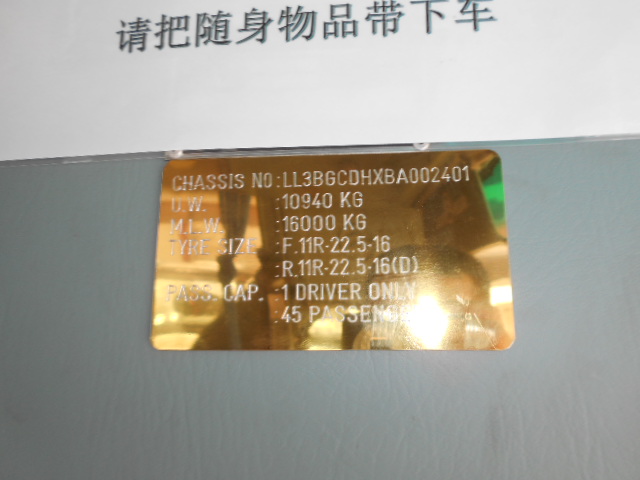 请把随身物品带下车
CHASSIS NO:LL3BGCDHXBA002401
U.W. :10940 KG
M.L.W. :16000 KG
TYRE SIZE :F.11R-22.5-16
:R.11R-22.5-16(D)
PASS. CAP. :1 DRIVER ONLY
:45